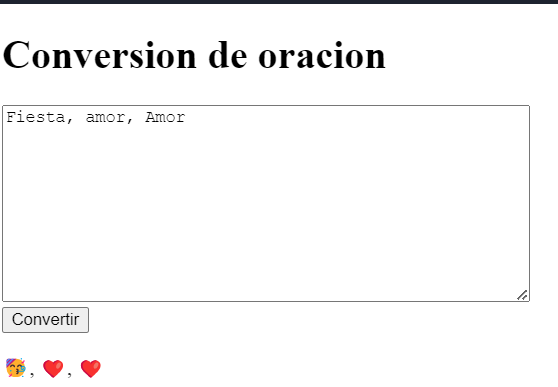 Conversion de oracion
Fiesta, amor, Amor
Convertir
🥳, ❤️, ❤️